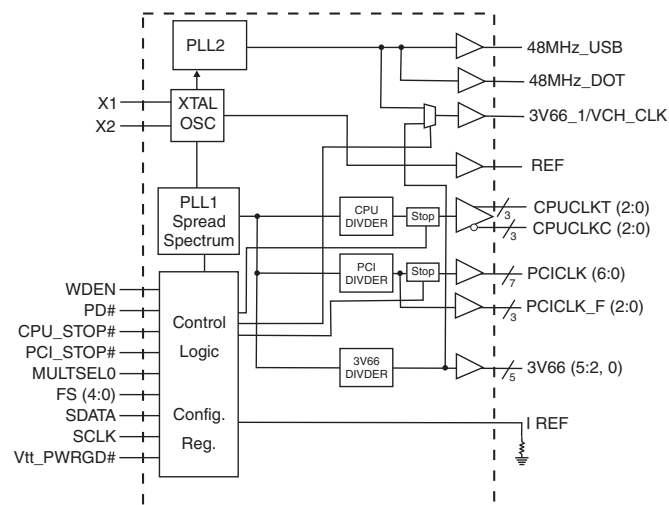 PLL2
48MHz_USB
48MHz_DOT
X1
X2
XTAL
OSC
3V66_1/VCH_CLK
REF
PLL1
Spread
Spectrum
CPU
DIVDER
Stop
3
CPUCLKT (2:0)
3
CPUCLKC (2:0)
PCI
DIVDER
Stop
7
PCICLK (6:0)
3
PCICLK_F (2:0)
3V66
DIVDER
5
3V66 (5:2, 0)
WDEN
PD#
CPU_STOP#
PCI_STOP#
MULTSEL0
FS (4:0)
SDATA
SCLK
Vtt_PWRGD#
Control
Logic
Config.
Reg.
I REF